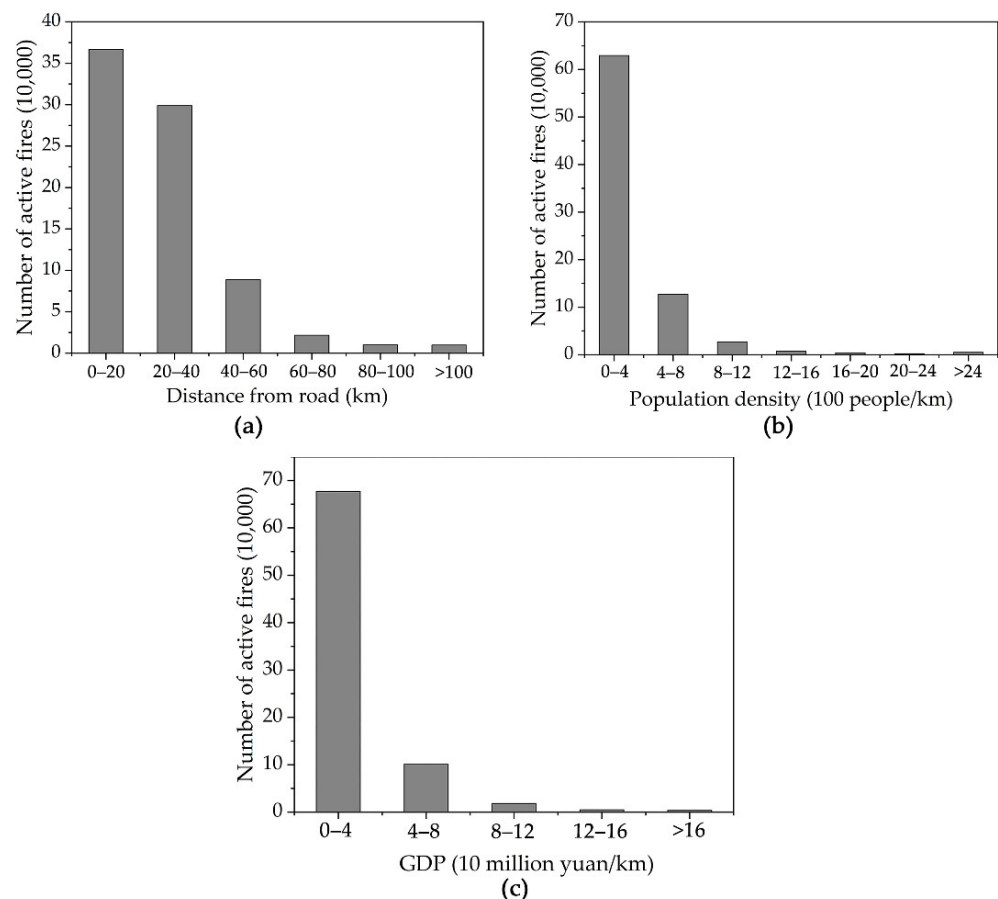 Number of active fires (10,000)
40
35
30
25
20
15
10
5
0
0–20 20–40 40–60 60–80 80–100 >100
Distance from road (km)
(a)
Number of active fires (10,000)
70
60
50
40
30
20
10
0
0–4 4–8 8–12 12–16 16–20 20–24 >24
Population density (100 people/km)
(b)
Number of active fires (10,000)
70
60
50
40
30
20
10
0
0–4 4–8 8–12 12–16 >16
GDP (10 million yuan/km)
(c)